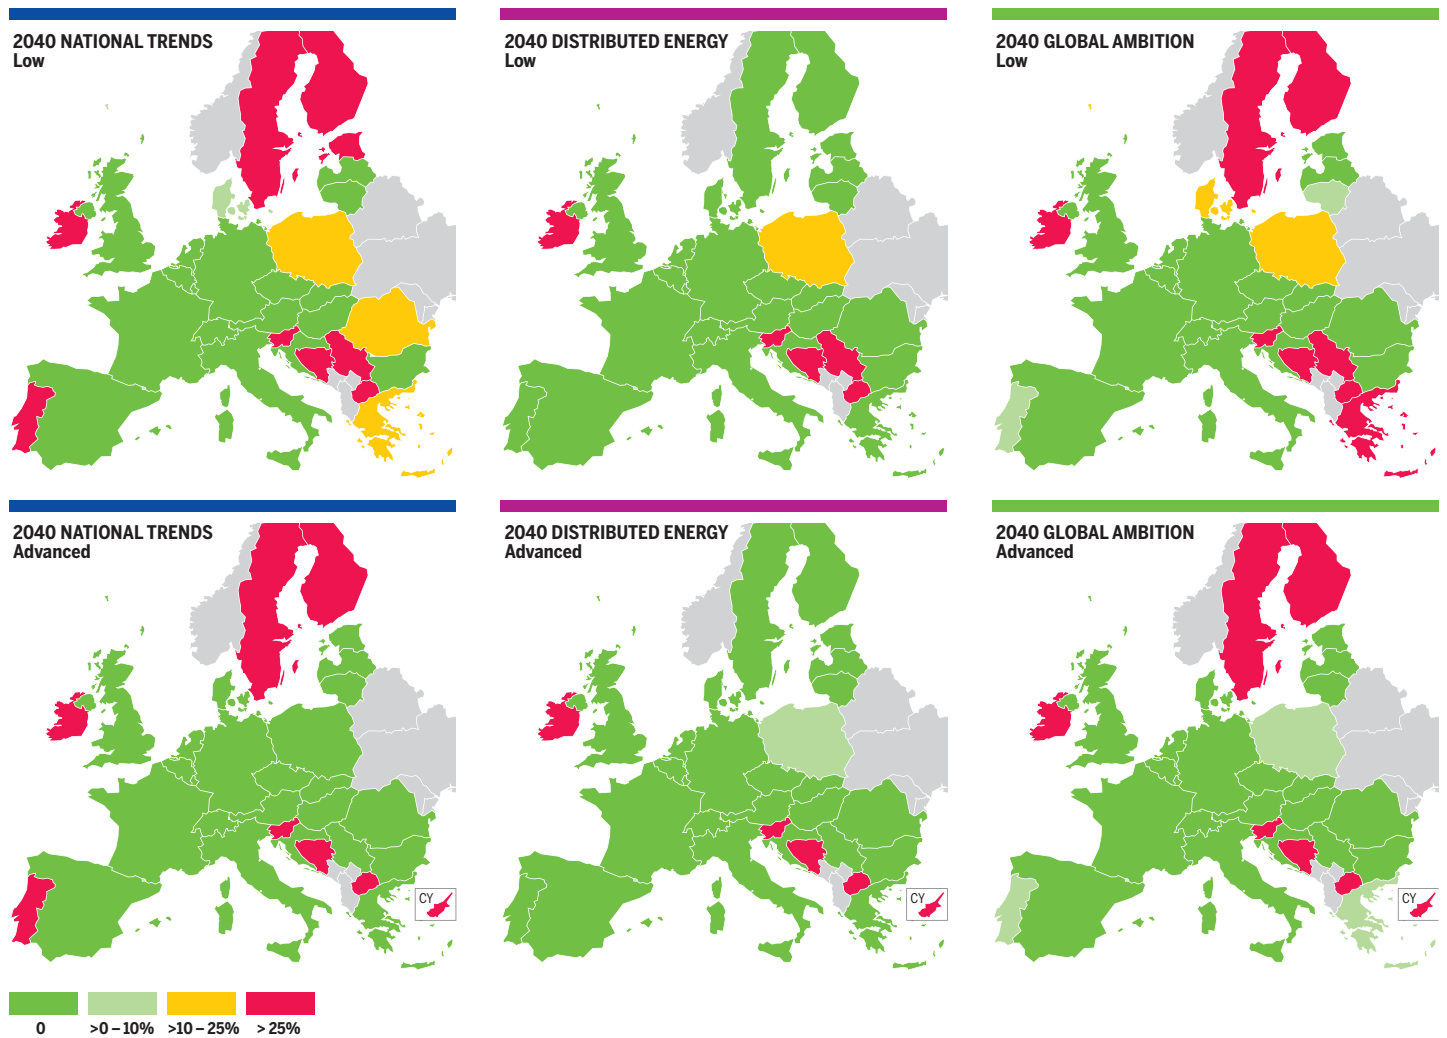 2040 NATIONAL TRENDS
Low
2040 DISTRIBUTED ENERGY
Low
2040 GLOBAL AMBITION
Low
2040 NATIONAL TRENDS
Advanced
2040 DISTRIBUTED ENERGY
Advanced
2040 GLOBAL AMBITION
Advanced
CY
CY
CY
0
>0 – 10%
>10 – 25%
> 25%